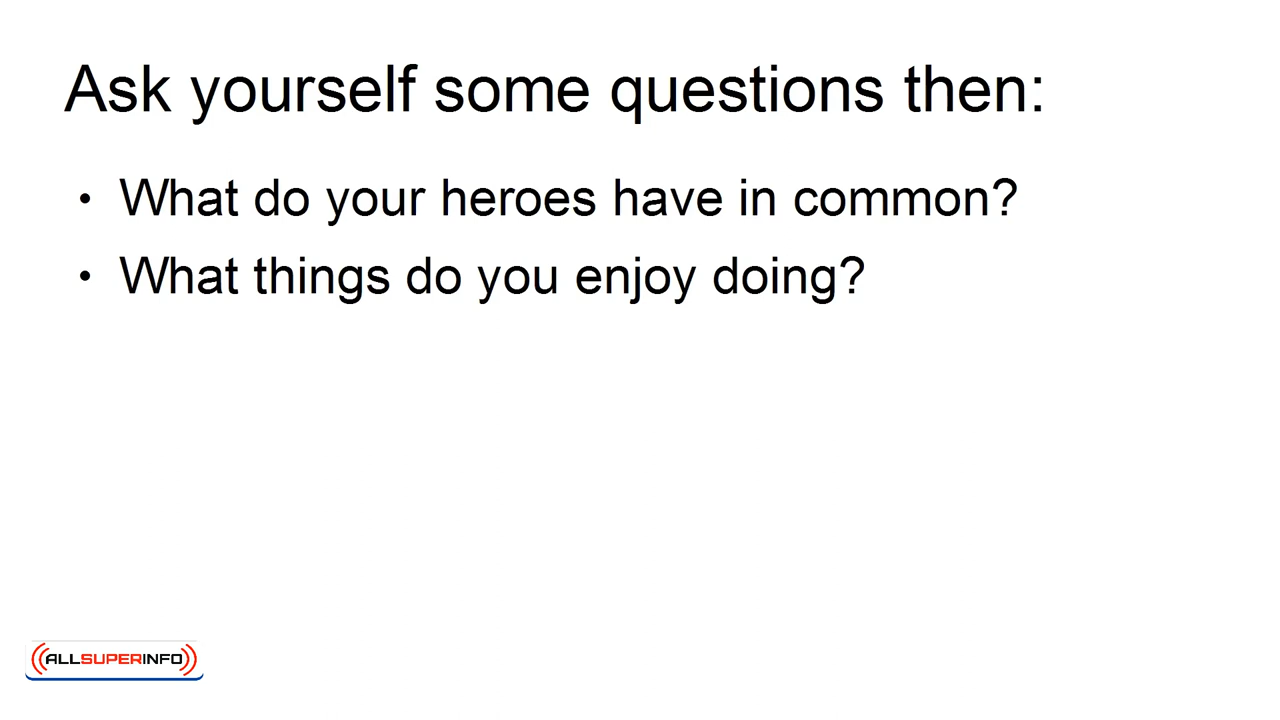 Ask yourself some questions then:
• What do your heroes have in common?
• What things do you enjoy doing?
ALLSUPERINFO